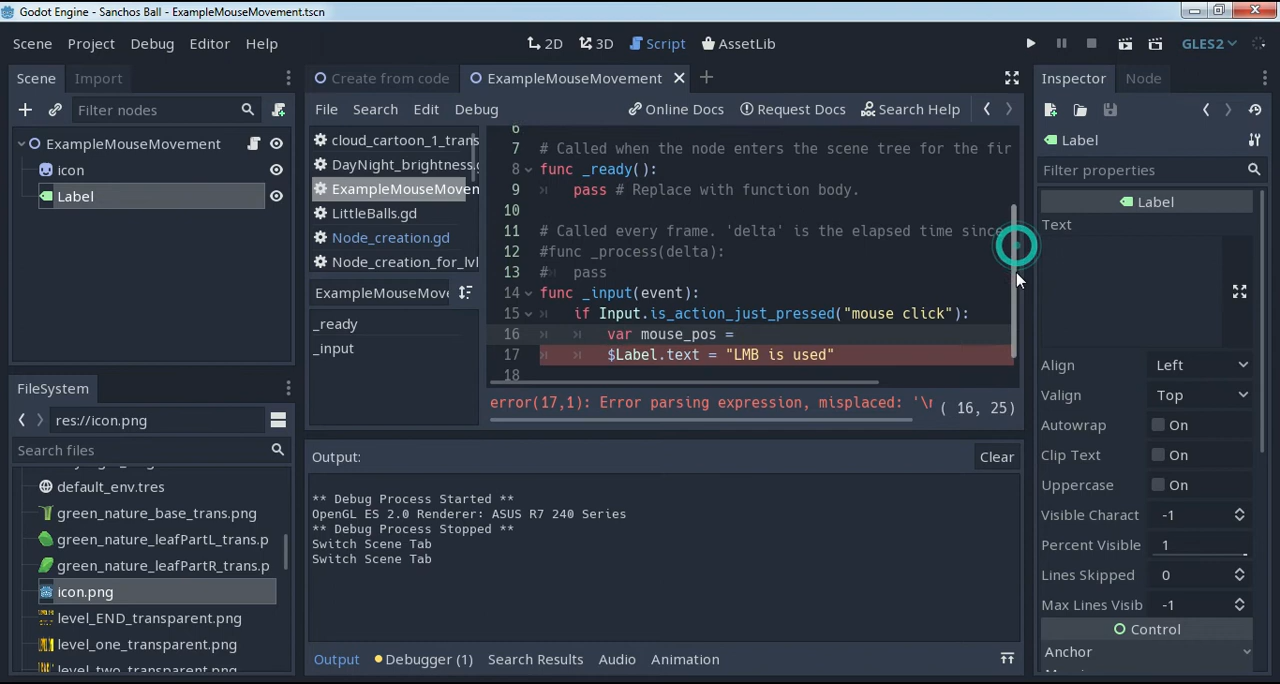 Godot Engine - Sanchos Ball - ExampleMouseMovement.tscn
Scene Project Debug Editor Help
2D 3D Script AssetLib
GLES2
Scene Import
Filter nodes
ExampleMouseMovement
icon
Label
FileSystem
res://icon.png
Search files
default_env.tres
green_nature_base_trans.png
green_nature_leafPartL_trans.p
green_nature_leafPartR_trans.p
icon.png
level_END_transparent.png
level_one_transparent.png
level_two_transparent.png
Create from code ExampleMouseMovement
File Search Edit Debug
Online Docs Request Docs Search Help
cloud_cartoon_1_trans
DayNight_brightness.g
ExampleMouseMovem
LittleBalls.gd
Node_creation.gd
Node_creation_for_lvl
ExampleMouseMove
_ready
_input
6
7 # Called when the node enters the scene tree for the fir
8 func _ready():
9 pass # Replace with function body.
10
11 # Called every frame. 'delta' is the elapsed time since
12 #func _process(delta):
13 # pass
14 func _input(event):
15 if Input.is_action_just_pressed("mouse click"):
16 var mouse_pos =
17 $Label.text = "LMB is used"
18
error(17,1): Error parsing expression, misplaced: '\r
( 16, 25)
Output:
Clear
** Debug Process Started **
OpenGL ES 2.0 Renderer: ASUS R7 240 Series
** Debug Process Stopped **
Switch Scene Tab
Switch Scene Tab
Output Debugger (1) Search Results Audio Animation
Inspector Node
Label
Filter properties
Label
Text
Align Left
Valign Top
Autowrap On
Clip Text On
Uppercase On
Visible Charact -1
Percent Visible 1
Lines Skipped 0
Max Lines Visib -1
Control
Anchor